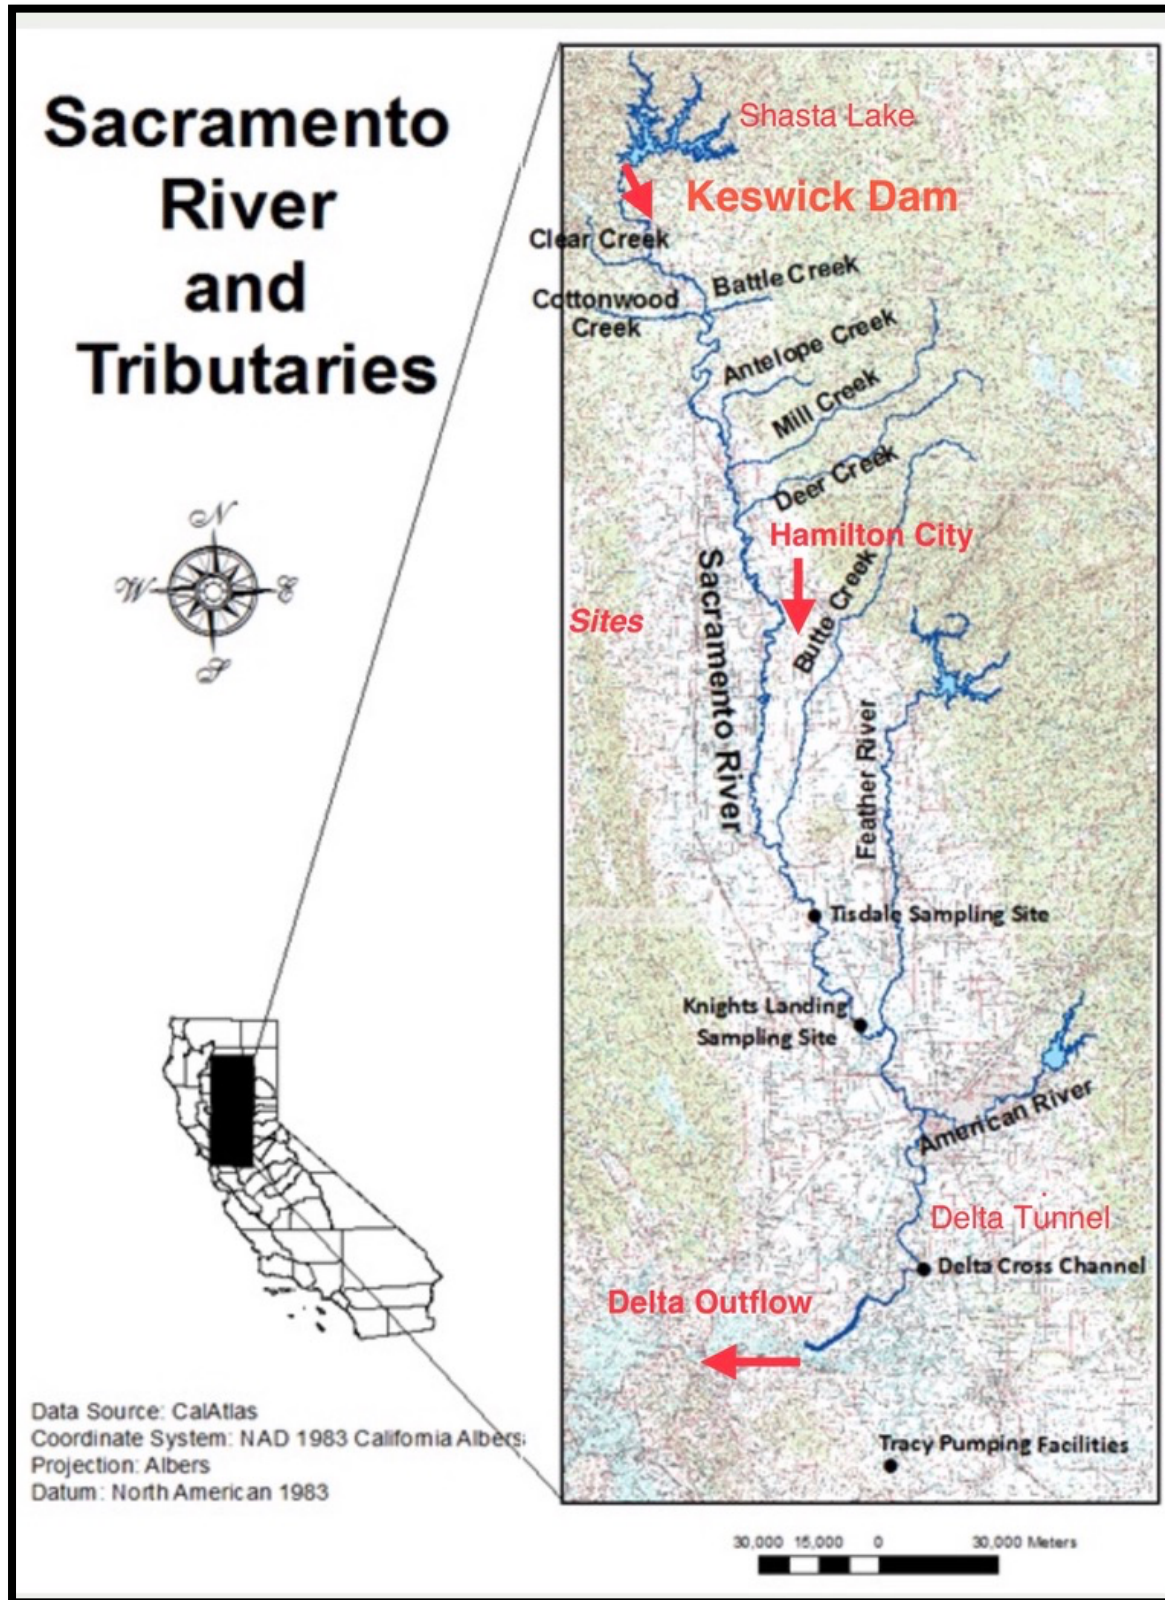 Sacramento
River
and
Tributaries
N
W
E
S
Shasta Lake
Keswick Dam
Clear Creek
Battle Creek
Cottonwood
Creek
Antelope Creek
Mill Creek
Deer Creek
Hamilton City
Sacramento River
Butte Creek
Sites
Feather River
Tisdale Sampling Site
Knights Landing
Sampling Site
American River
Delta Tunnel
Delta Cross Channel
Delta Outflow
Tracy Pumping Facilities
Data Source: CalAtlas
Coordinate System: NAD 1983 California Albers
Projection: Albers
Datum: North American 1983
30,000 15,000 0 30,000 Meters